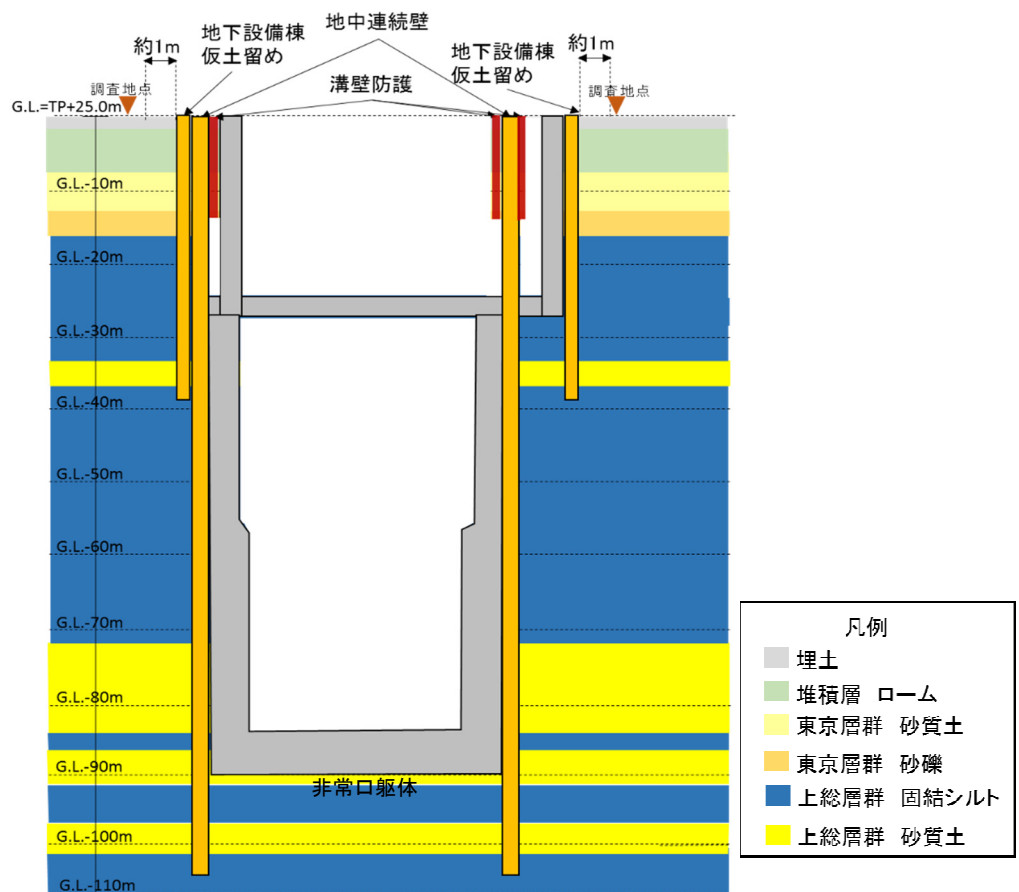 地下設備棟
仮土留め
地中連続壁
地下設備棟
仮土留め
約1m
約1m
溝壁防護
調査地点
調査地点
G.L.=TP+25.0m
G.L.-10m
G.L.-20m
G.L.-30m
G.L.-40m
G.L.-50m
G.L.-60m
G.L.-70m
G.L.-80m
G.L.-90m
非常口躯体
G.L.-100m
G.L.-110m
凡例
埋土
堆積層 ローム
東京層群 砂質土
東京層群 砂礫
上総層群 固結シルト
上総層群 砂質土